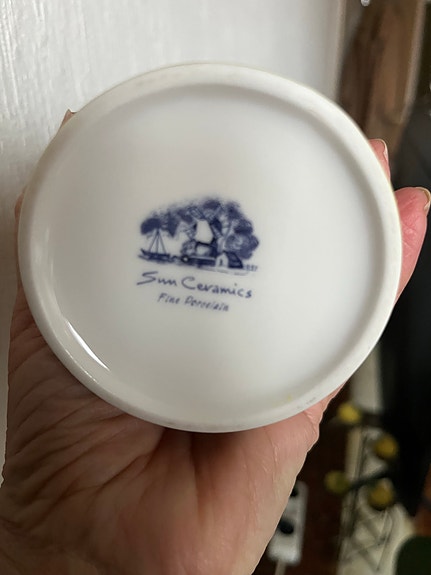 Sun Ceramics
Fine Porcelain